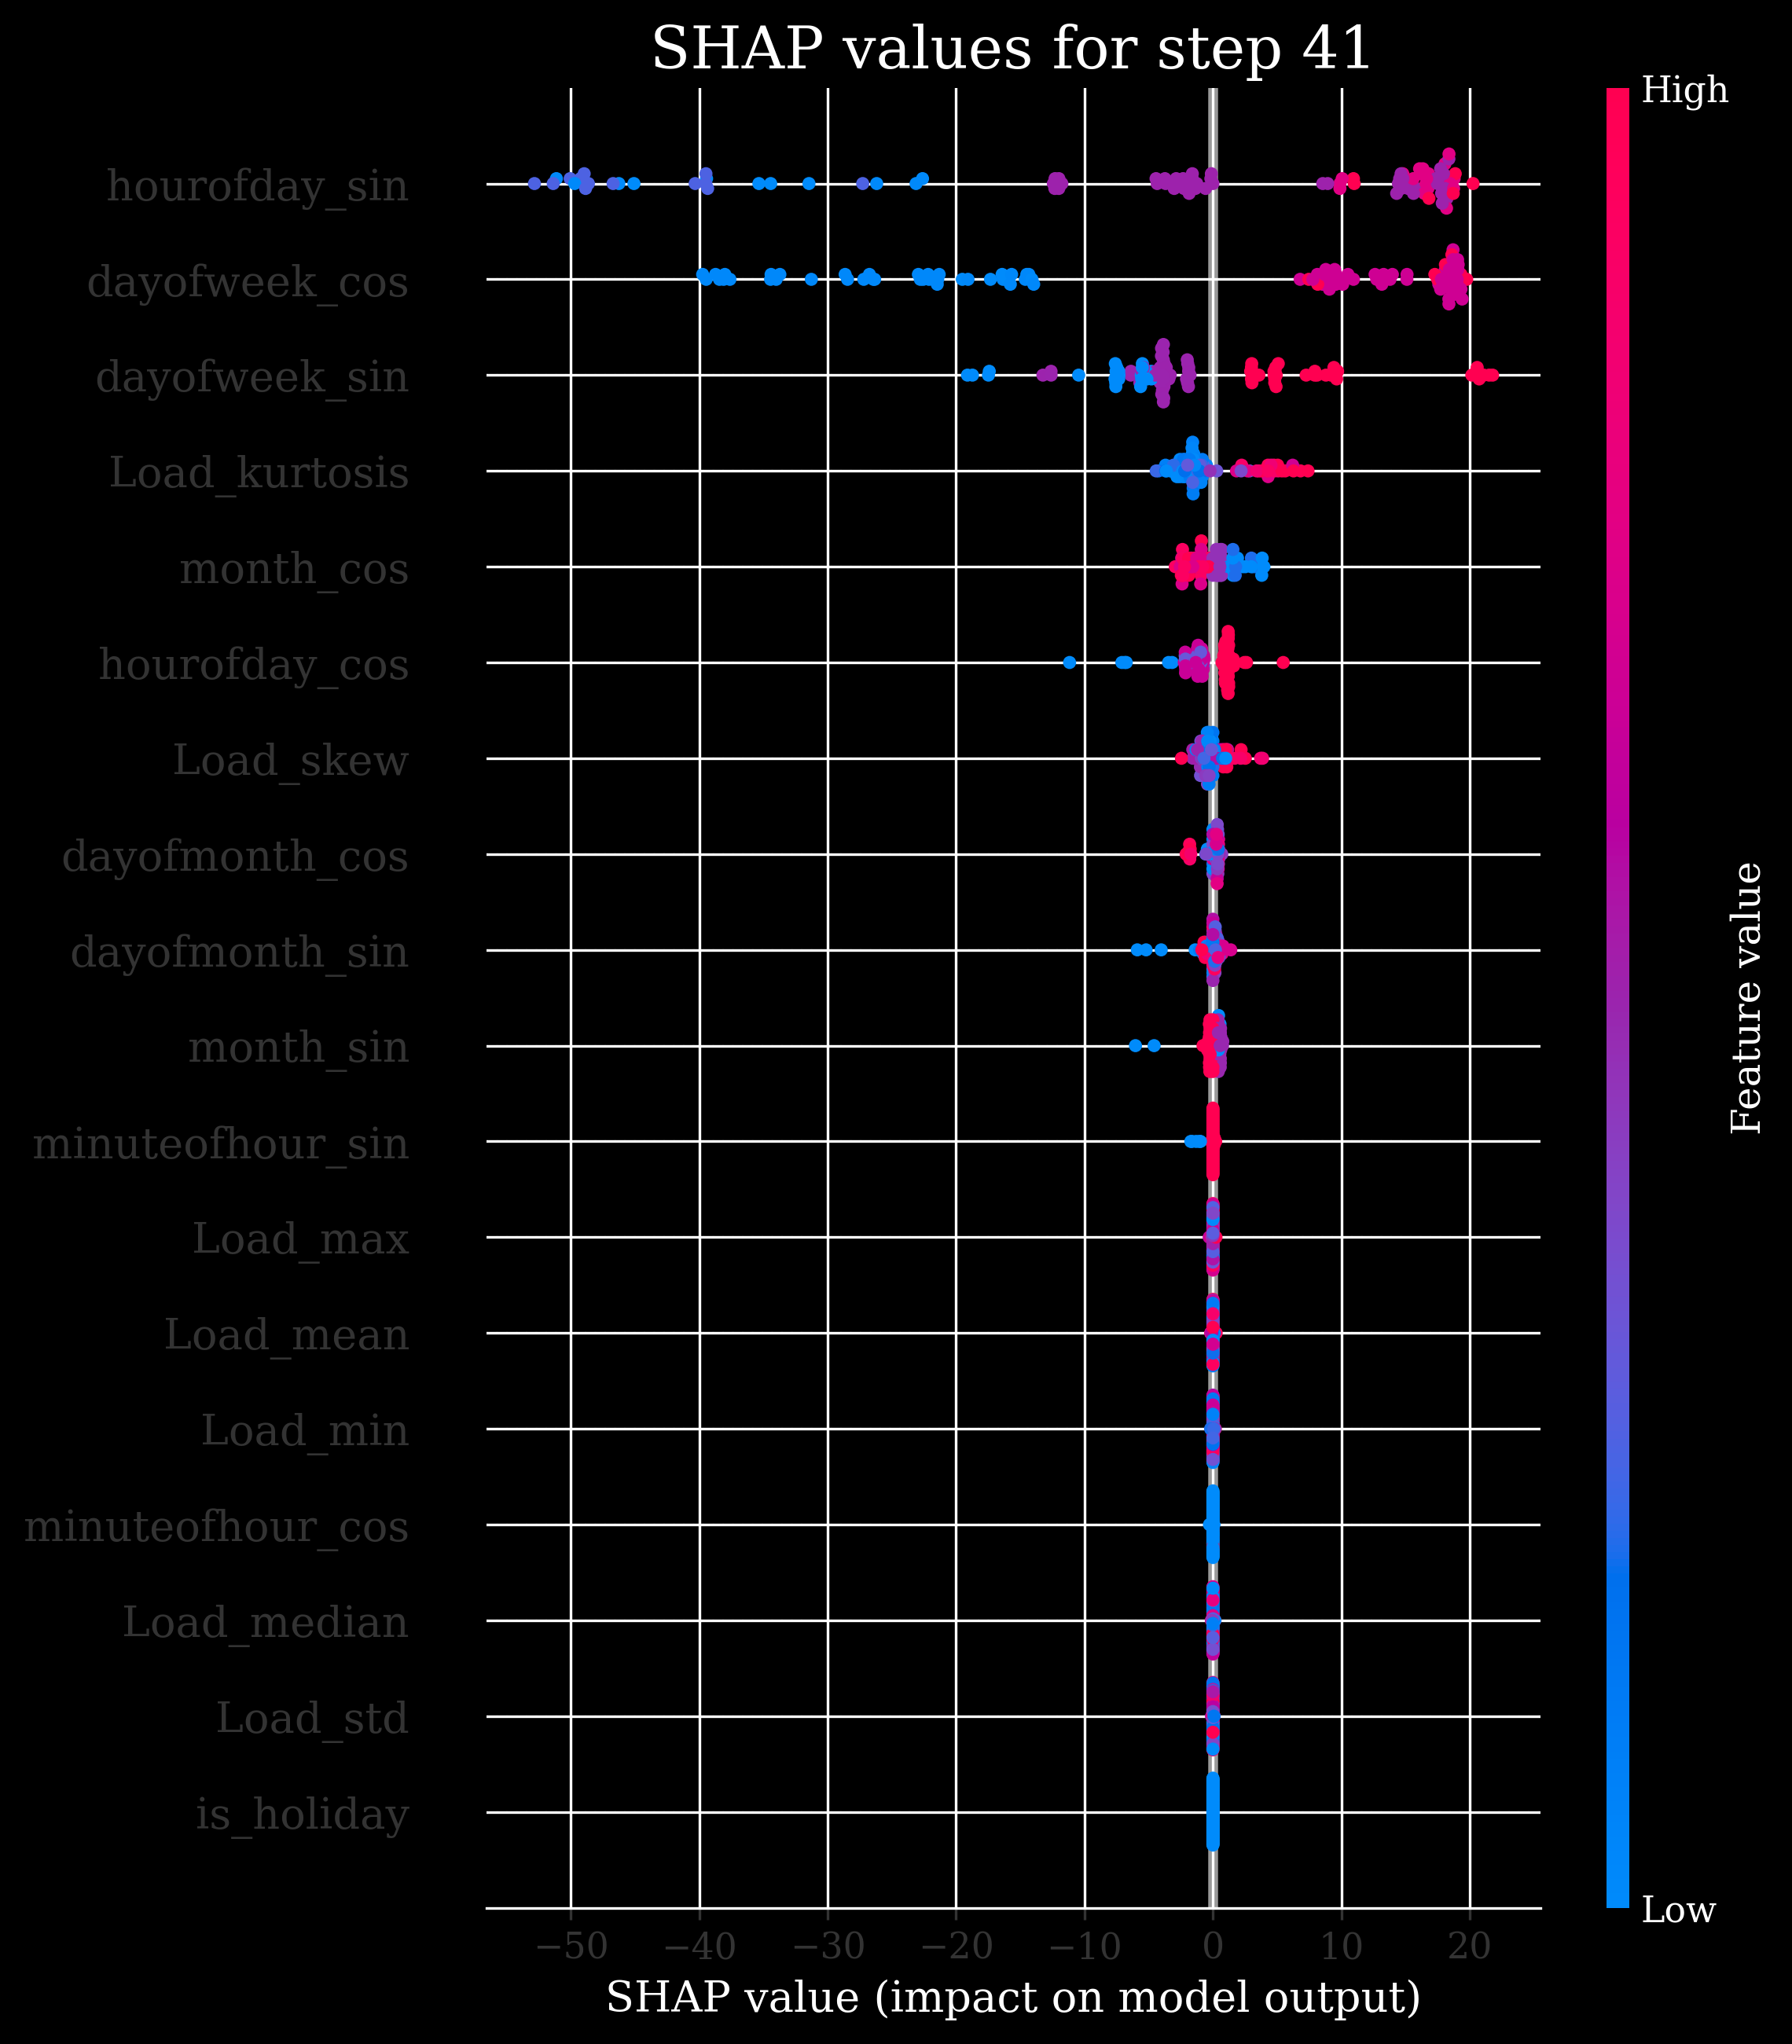 SHAP values for step 41
High
hourofday_sin
dayofweek_cos
dayofweek_sin
Load_kurtosis
month_cos
hourofday_cos
Load_skew
dayofmonth_cos
dayofmonth_sin
month_sin
minuteofhour_sin
Load_max
Load_mean
Load_min
minuteofhour_cos
Load_median
Load_std
is_holiday
Feature value
Low
−50 −40 −30 −20 −10 0 10 20
SHAP value (impact on model output)